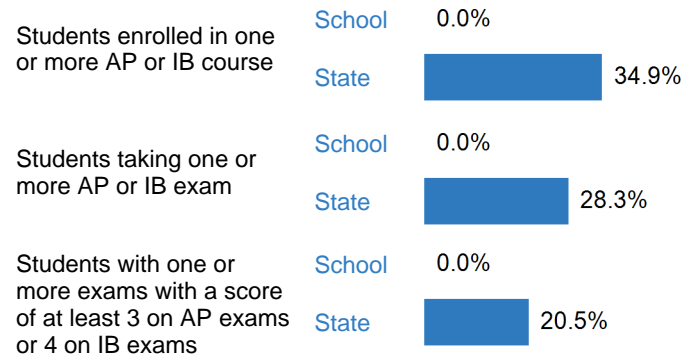 Students enrolled in one
or more AP or IB course
School 0.0%
State 34.9%
Students taking one or
more AP or IB exam
School 0.0%
State 28.3%
Students with one or
more exams with a score
of at least 3 on AP exams
or 4 on IB exams
School 0.0%
State 20.5%